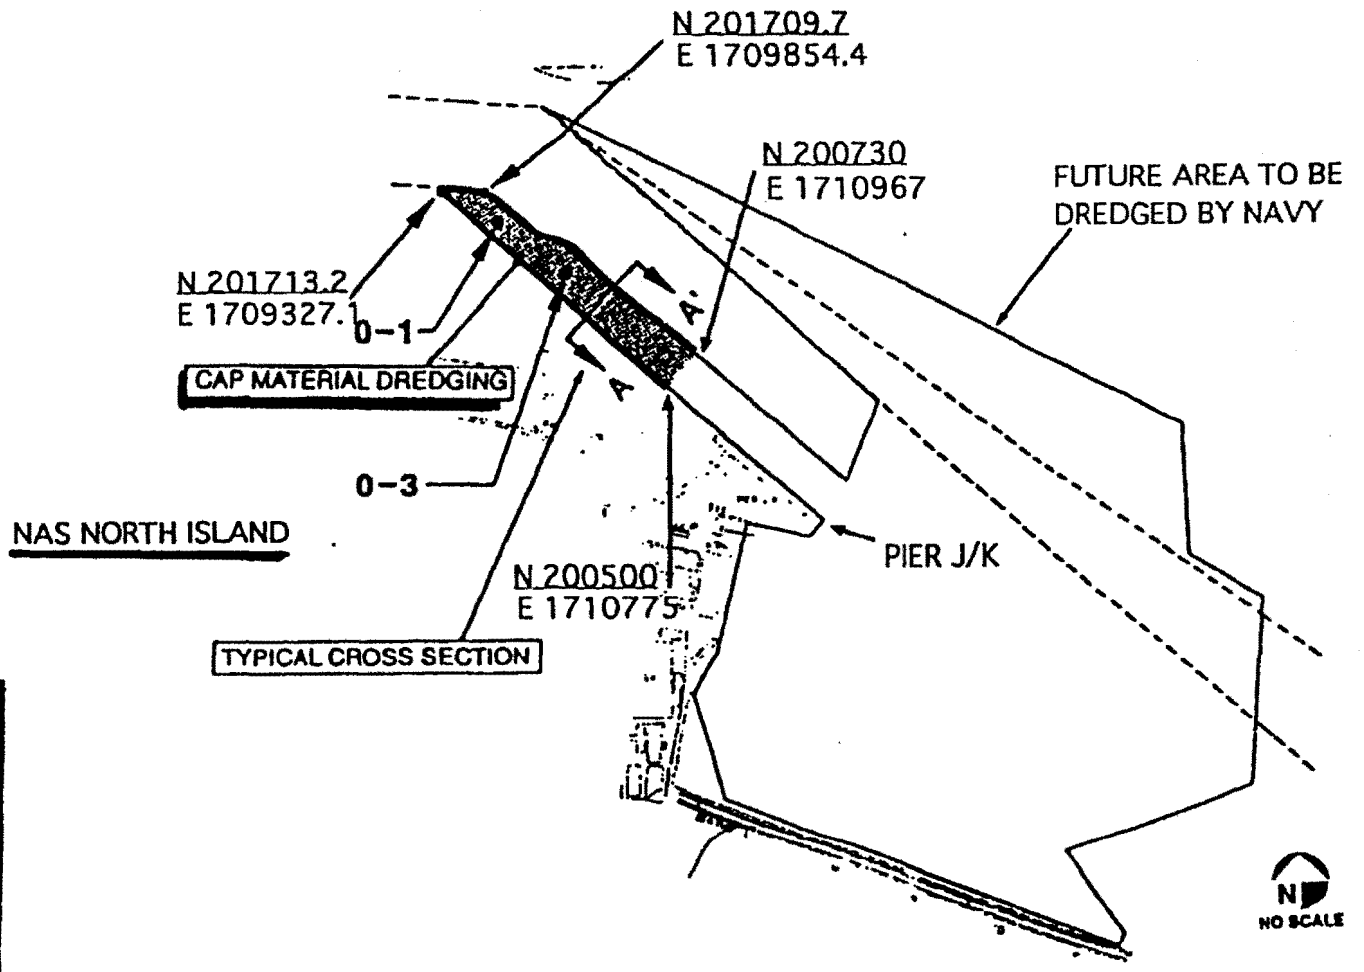 N 201709.7
E 1709854.4
N 200730
E 1710967
FUTURE AREA TO BE
DREDGED BY NAVY
N 201713.2
E 1709327.1
0-1
A'
CAP MATERIAL DREDGING
A
0-3
NAS NORTH ISLAND
PIER J/K
N 200500
E 1710775
TYPICAL CROSS SECTION
N
NO SCALE